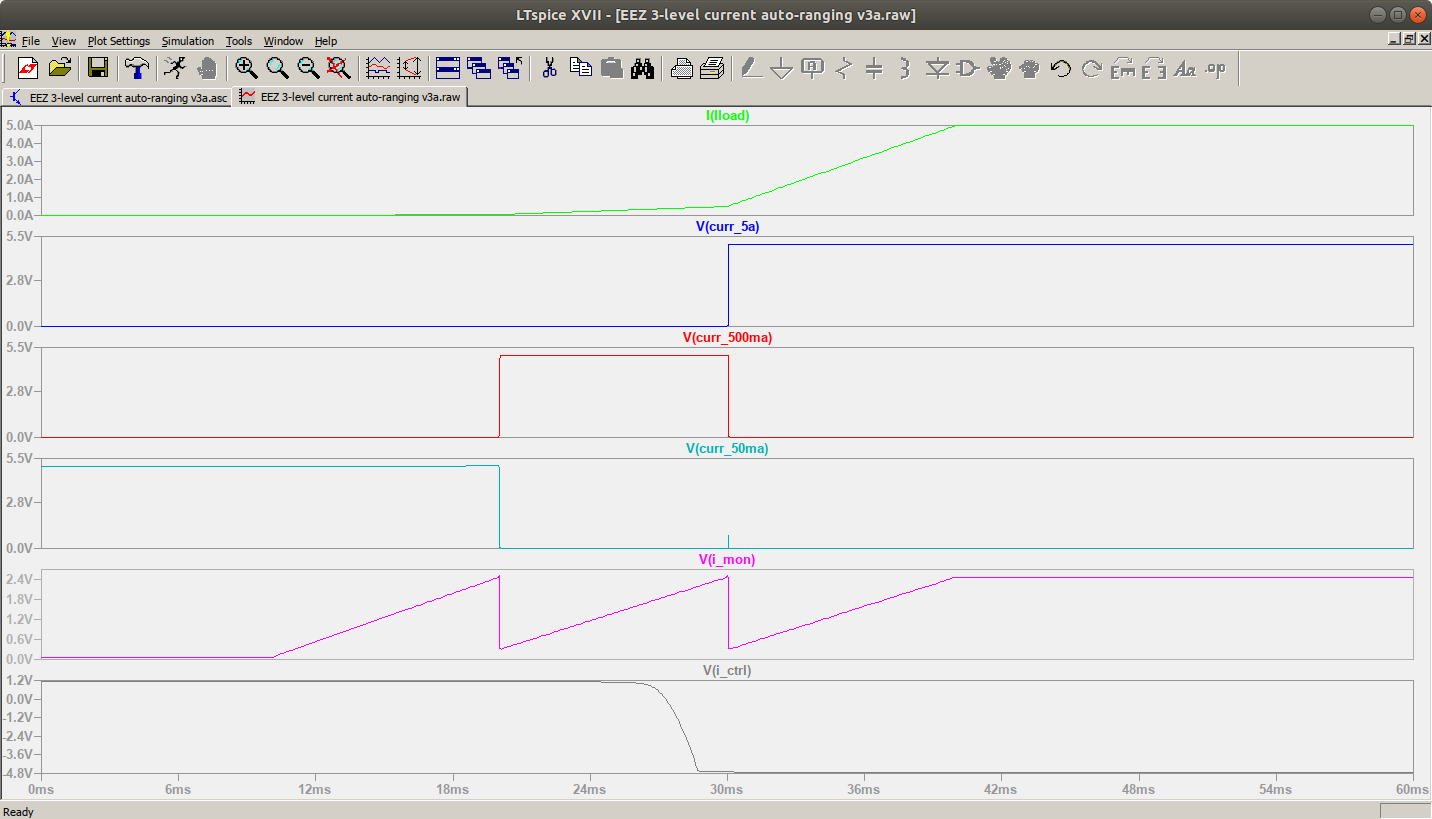 LTspice XVII - [EEZ 3-level current auto-ranging v3a.raw]
File View Plot Settings Simulation Tools Window Help
EEZ 3-level current auto-ranging v3a.asc EEZ 3-level current auto-ranging v3a.raw
I(Iload)
5.0A
4.0A
3.0A
2.0A
1.0A
0.0A
V(curr_5a)
5.5V
2.8V
0.0V
V(curr_500ma)
5.5V
2.8V
0.0V
V(curr_50ma)
5.5V
2.8V
0.0V
V(i_mon)
2.4V
1.8V
1.2V
0.6V
0.0V
V(i_ctrl)
1.2V
0.0V
-1.2V
-2.4V
-3.6V
-4.8V
0ms 6ms 12ms 18ms 24ms 30ms 36ms 42ms 48ms 54ms 60ms
Ready